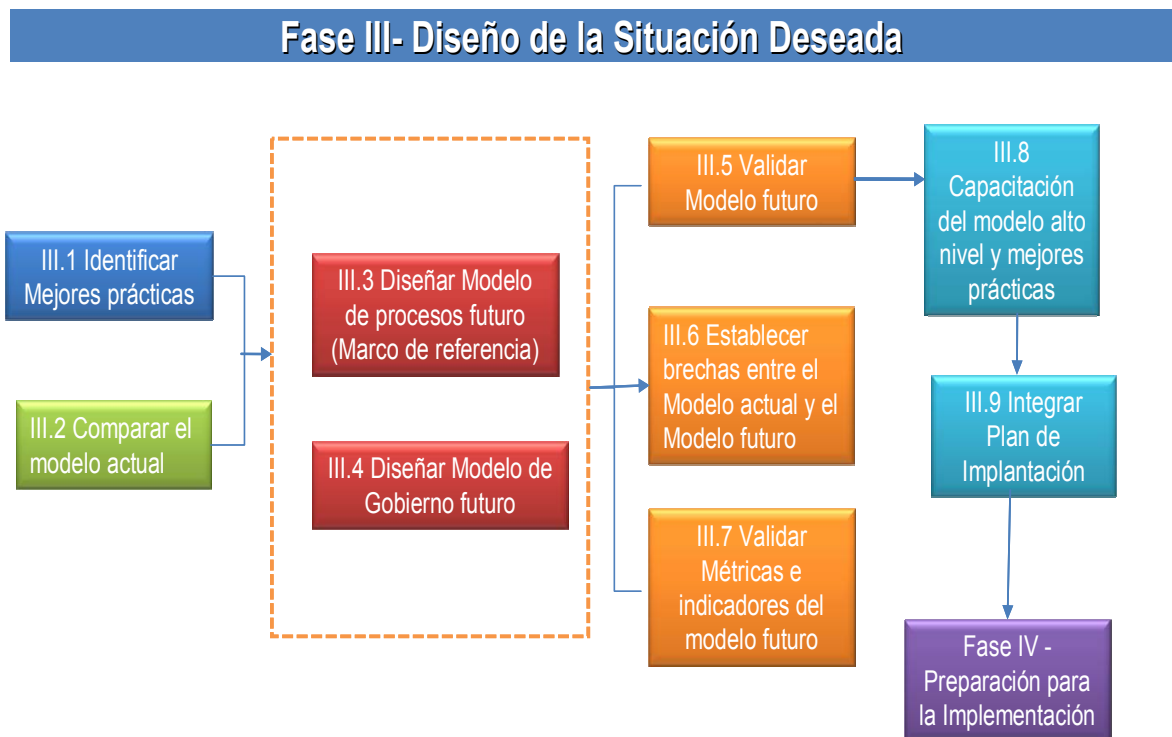 Fase III- Diseño de la Situación Deseada
III.1 Identificar
Mejores prácticas
III.2 Comparar el
modelo actual
III.3 Diseñar Modelo
de procesos futuro
(Marco de referencia)
III.4 Diseñar Modelo de
Gobierno futuro
III.5 Validar
Modelo futuro
III.6 Establecer
brechas entre el
Modelo actual y el
Modelo futuro
III.7 Validar
Métricas e
indicadores del
modelo futuro
III.8
Capacitación
del modelo alto
nivel y mejores
prácticas
III.9 Integrar
Plan de
Implantación
Fase IV -
Preparación para
la Implementación